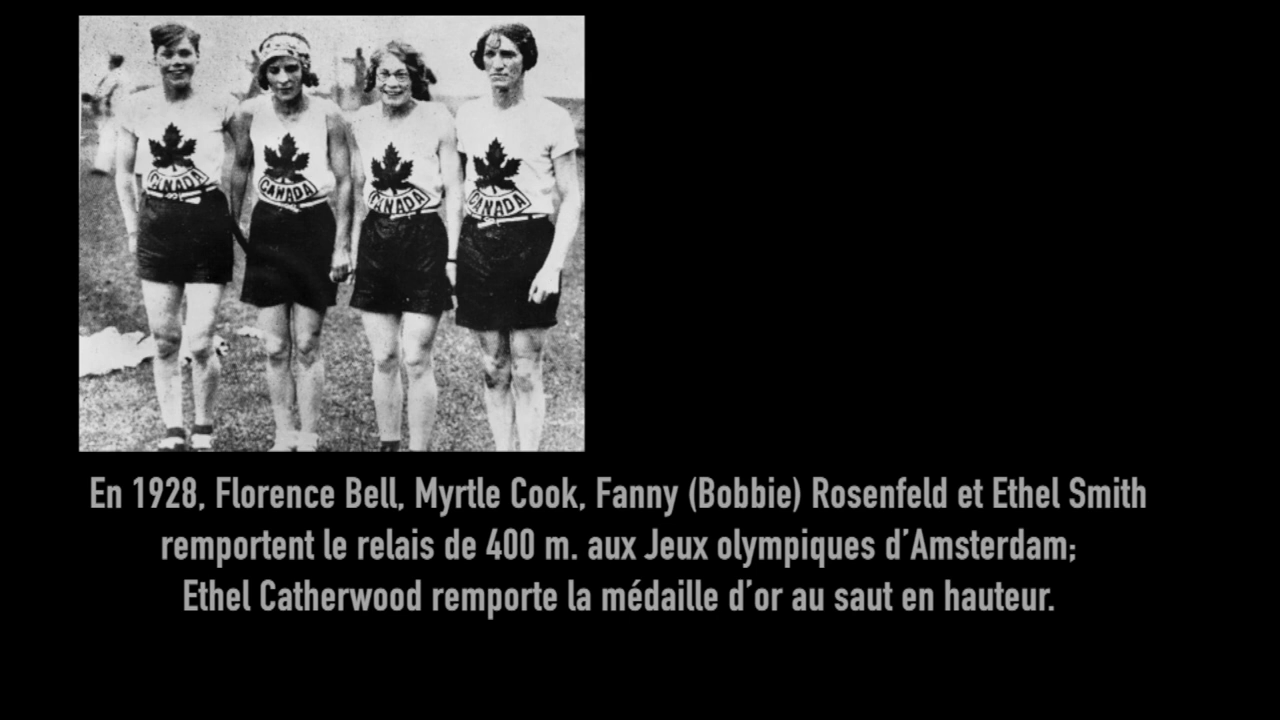 CANADA CANADA CANADA CANADA
En 1928, Florence Bell, Myrtle Cook, Fanny (Bobbie) Rosenfeld et Ethel Smith
remportent le relais de 400 m. aux Jeux olympiques d’Amsterdam;
Ethel Catherwood remporte la médaille d’or au saut en hauteur.